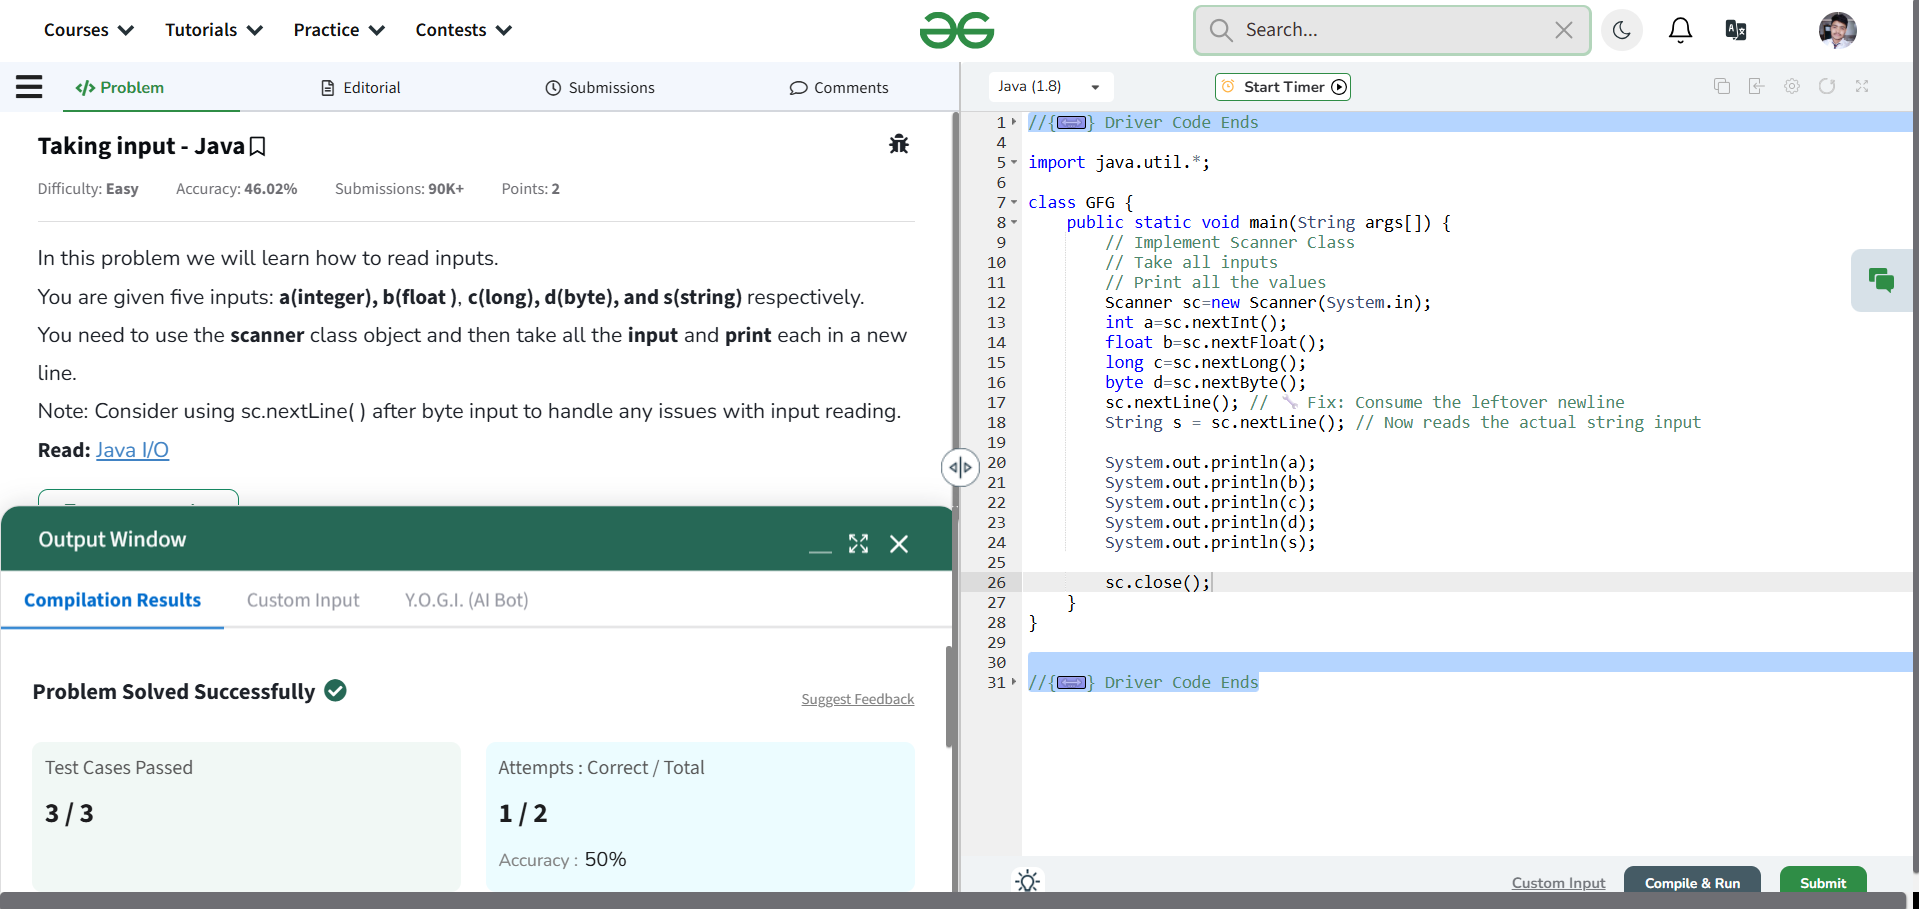 Courses Tutorials Practice Contests
Search...
Problem Editorial Submissions Comments
Java (1.8) Start Timer
Taking input - Java
Difficulty: Easy Accuracy: 46.02% Submissions: 90K+ Points: 2
In this problem we will learn how to read inputs.
You are given five inputs: a(integer), b(float ), c(long), d(byte), and s(string) respectively.
You need to use the scanner class object and then take all the input and print each in a new
line.
Note: Consider using sc.nextLine( ) after byte input to handle any issues with input reading.
Read: Java I/O
Output Window
Compilation Results Custom Input Y.O.G.I. (AI Bot)
Problem Solved Successfully
Suggest Feedback
Test Cases Passed
3 / 3
Attempts : Correct / Total
1 / 2
Accuracy : 50%
1 //{} Driver Code Ends
4
5 import java.util.*;
6
7 class GFG {
8 public static void main(String args[]) {
9 // Implement Scanner Class
10 // Take all inputs
11 // Print all the values
12 Scanner sc=new Scanner(System.in);
13 int a=sc.nextInt();
14 float b=sc.nextFloat();
15 long c=sc.nextLong();
16 byte d=sc.nextByte();
17 sc.nextLine(); // 🔧 Fix: Consume the leftover newline
18 String s = sc.nextLine(); // Now reads the actual string input
19
20 System.out.println(a);
21 System.out.println(b);
22 System.out.println(c);
23 System.out.println(d);
24 System.out.println(s);
25
26 sc.close();
27 }
28 }
29
30
31 //{} Driver Code Ends
Custom Input Compile & Run Submit